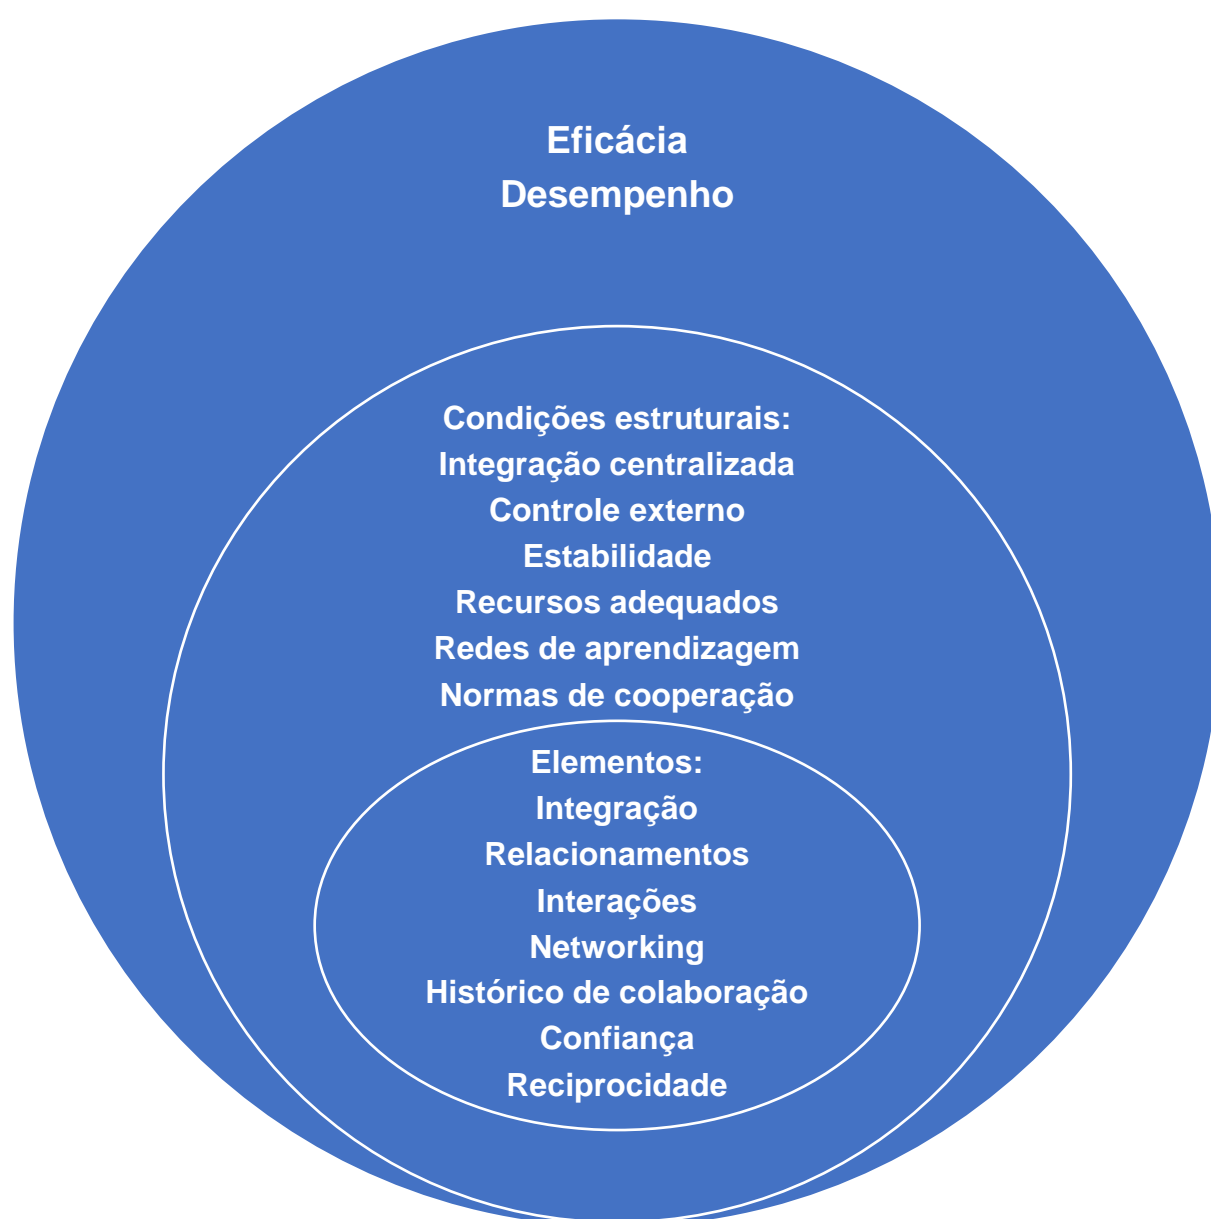 Eficácia
Desempenho
Condições estruturais:
Integração centralizada
Controle externo
Estabilidade
Recursos adequados
Redes de aprendizagem
Normas de cooperação
Elementos:
Integração
Relacionamentos
Interações
Networking
Histórico de colaboração
Confiança
Reciprocidade